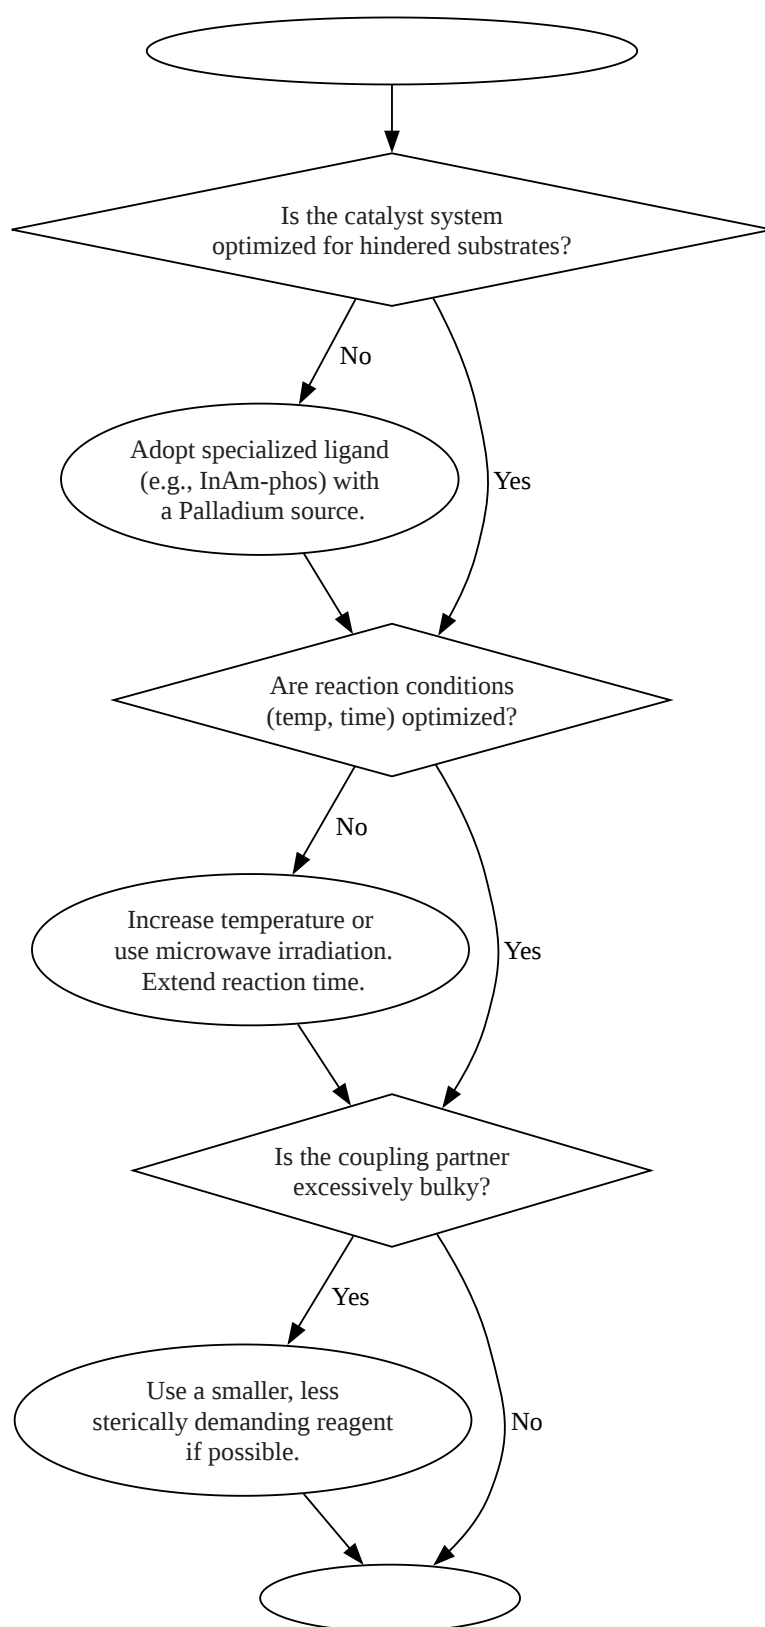 Is the catalyst system
optimized for hindered substrates?
No
Adopt specialized ligand
(e.g., InAm-phos) with
a Palladium source.
Yes
Are reaction conditions
(temp, time) optimized?
No
Increase temperature or
use microwave irradiation.
Extend reaction time.
Yes
Is the coupling partner
excessively bulky?
Yes
Use a smaller, less
sterically demanding reagent
if possible.
No